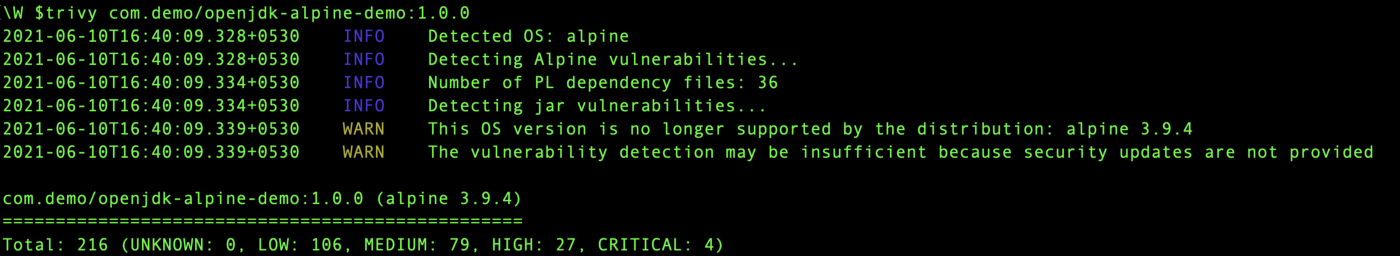 \W $trivy com.demo/openjdk-alpine-demo:1.0.0
2021-06-10T16:40:09.328+0530 INFO Detected OS: alpine
2021-06-10T16:40:09.328+0530 INFO Detecting Alpine vulnerabilities...
2021-06-10T16:40:09.334+0530 INFO Number of PL dependency files: 36
2021-06-10T16:40:09.334+0530 INFO Detecting jar vulnerabilities...
2021-06-10T16:40:09.339+0530 WARN This OS version is no longer supported by the distribution: alpine 3.9.4
2021-06-10T16:40:09.339+0530 WARN The vulnerability detection may be insufficient because security updates are not provided
com.demo/openjdk-alpine-demo:1.0.0 (alpine 3.9.4)
=================================================
Total: 216 (UNKNOWN: 0, LOW: 106, MEDIUM: 79, HIGH: 27, CRITICAL: 4)